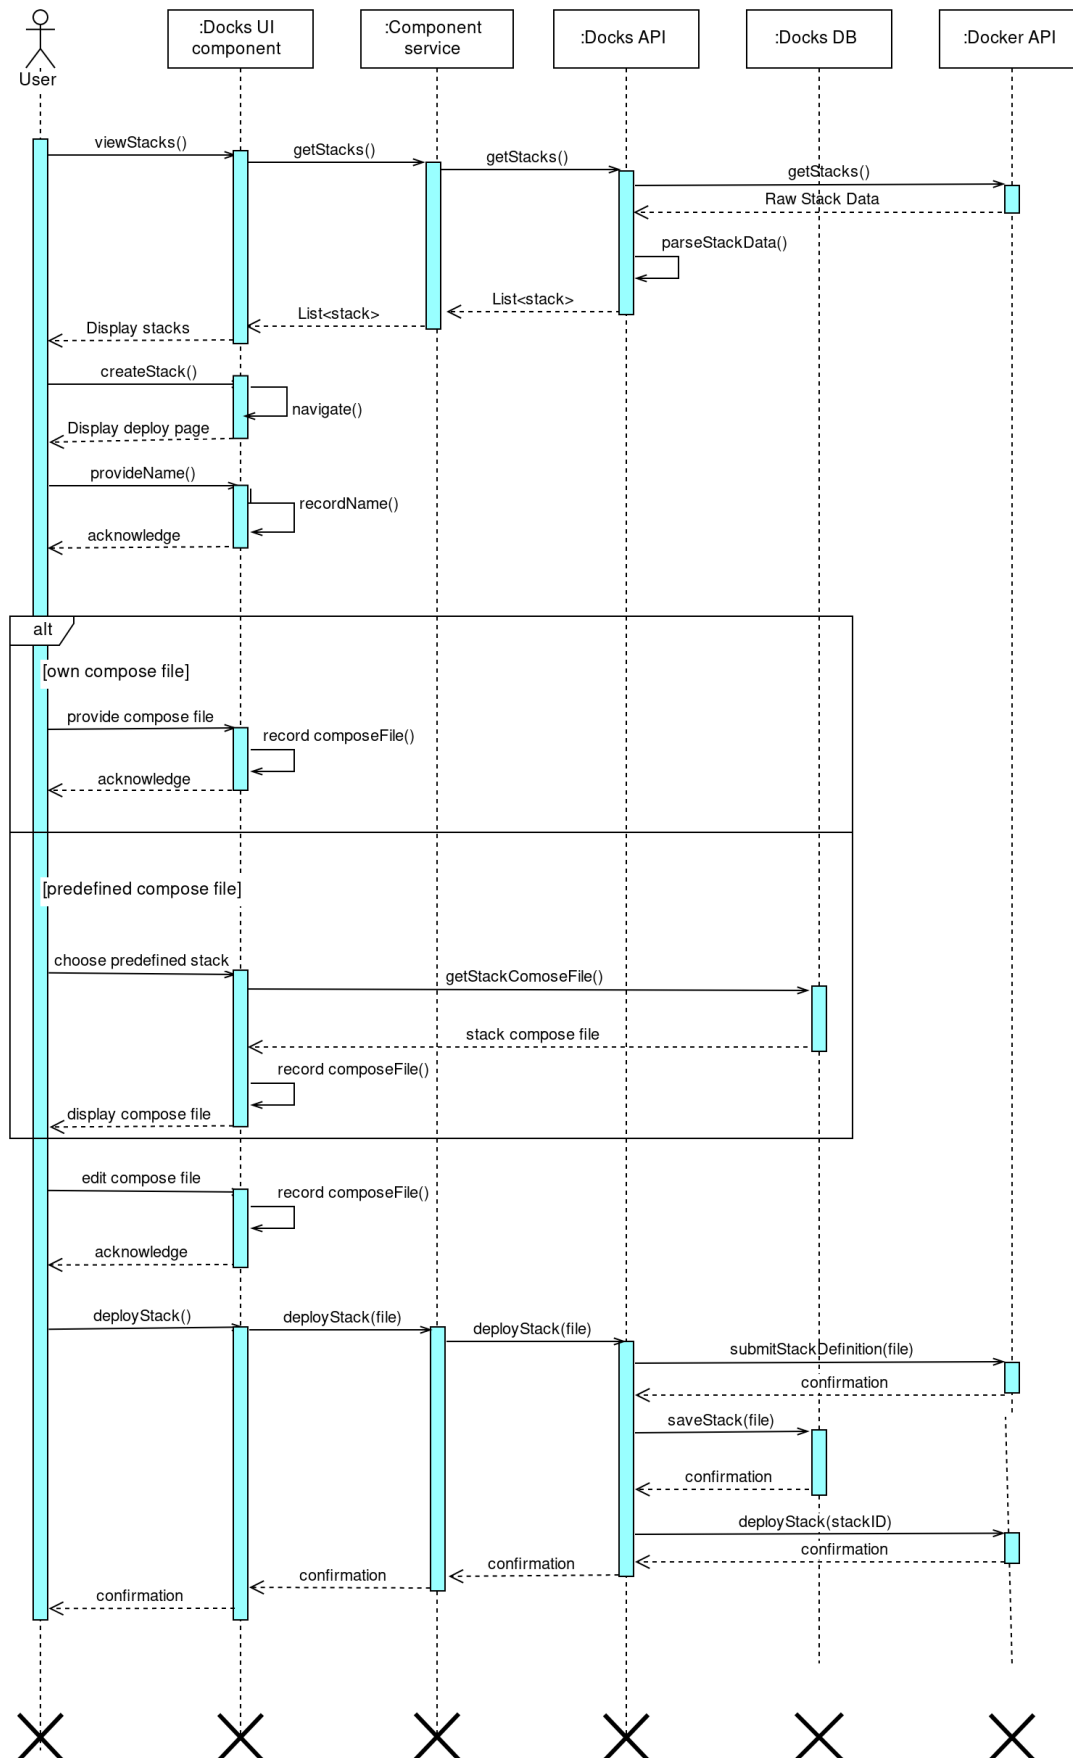 :Docks UI
component
:Component
service
:Docks API
:Docks DB
:Docker API
User
viewStacks()
getStacks()
getStacks()
getStacks()
Raw Stack Data
parseStackData()
List<stack>
List<stack>
Display stacks
createStack()
navigate()
Display deploy page
provideName()
recordName()
acknowledge
alt
[own compose file]
provide compose file
record composeFile()
acknowledge
[predefined compose file]
choose predefined stack
getStackComoseFile()
stack compose file
record composeFile()
display compose file
edit compose file
record composeFile()
acknowledge
deployStack()
deployStack(file)
deployStack(file)
submitStackDefinition(file)
confirmation
saveStack(file)
confirmation
deployStack(stackID)
confirmation
confirmation
confirmation
confirmation